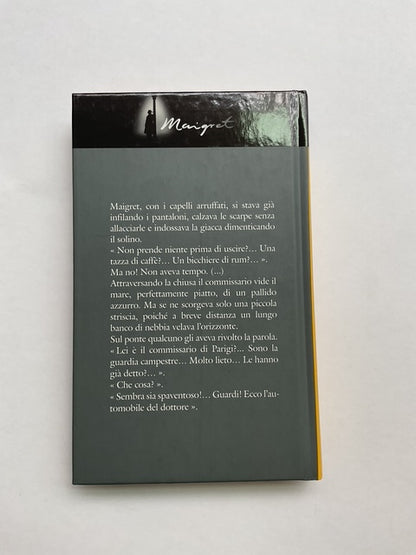 Maigret
Maigret, con i capelli arruffati, si stava già
infilando i pantaloni, calzava le scarpe senza
allacciarle e indossava la giacca dimenticando
il solino.
« Non prende niente prima di uscire?… Una
tazza di caffè?… Un bicchiere di rum?… ».
Ma no! Non aveva tempo. (...)
Attraversando la chiusa il commissario vide il
mare, perfettamente piatto, di un pallido
azzurro. Ma se ne scorgeva solo una piccola
striscia, poiché a breve distanza un lungo
banco di nebbia velava l'orizzonte.
Sul ponte qualcuno gli aveva rivolto la parola.
« Lei è il commissario di Parigi?... Sono la
guardia campestre… Molto lieto… Le hanno
già detto?… ».
« Che cosa? ».
« Sembra sia spaventoso!… Guardi! Ecco l'au-
tomobile del dottore ».